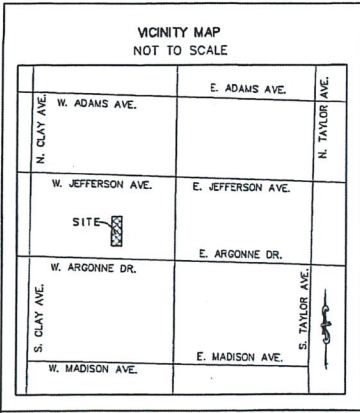 VICINITY MAP
NOT TO SCALE
E. ADAMS AVE.
W. ADAMS AVE.
N. CLAY AVE.
N. TAYLOR AVE.
W. JEFFERSON AVE.
E. JEFFERSON AVE.
SITE
E. ARGONNE DR.
W. ARGONNE DR.
S. CLAY AVE.
S. TAYLOR AVE.
E. MADISON AVE.
W. MADISON AVE.